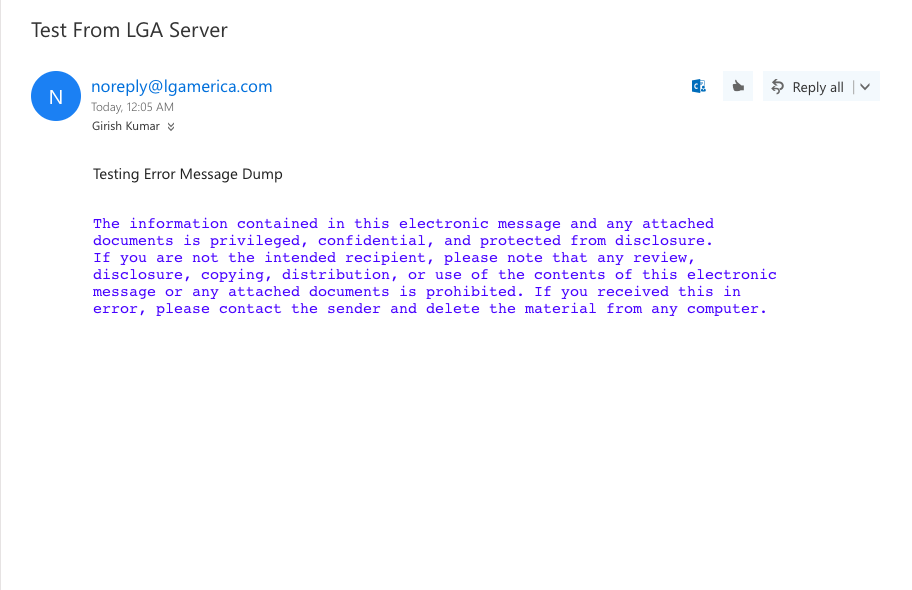 Test From LGA Server
N
noreply@lgamerica.com
Reply all
Today, 12:05 AM
Girish Kumar
Testing Error Message Dump
The information contained in this electronic message and any attached
documents is privileged, confidential, and protected from disclosure.
If you are not the intended recipient, please note that any review,
disclosure, copying, distribution, or use of the contents of this electronic
message or any attached documents is prohibited. If you received this in
error, please contact the sender and delete the material from any computer.